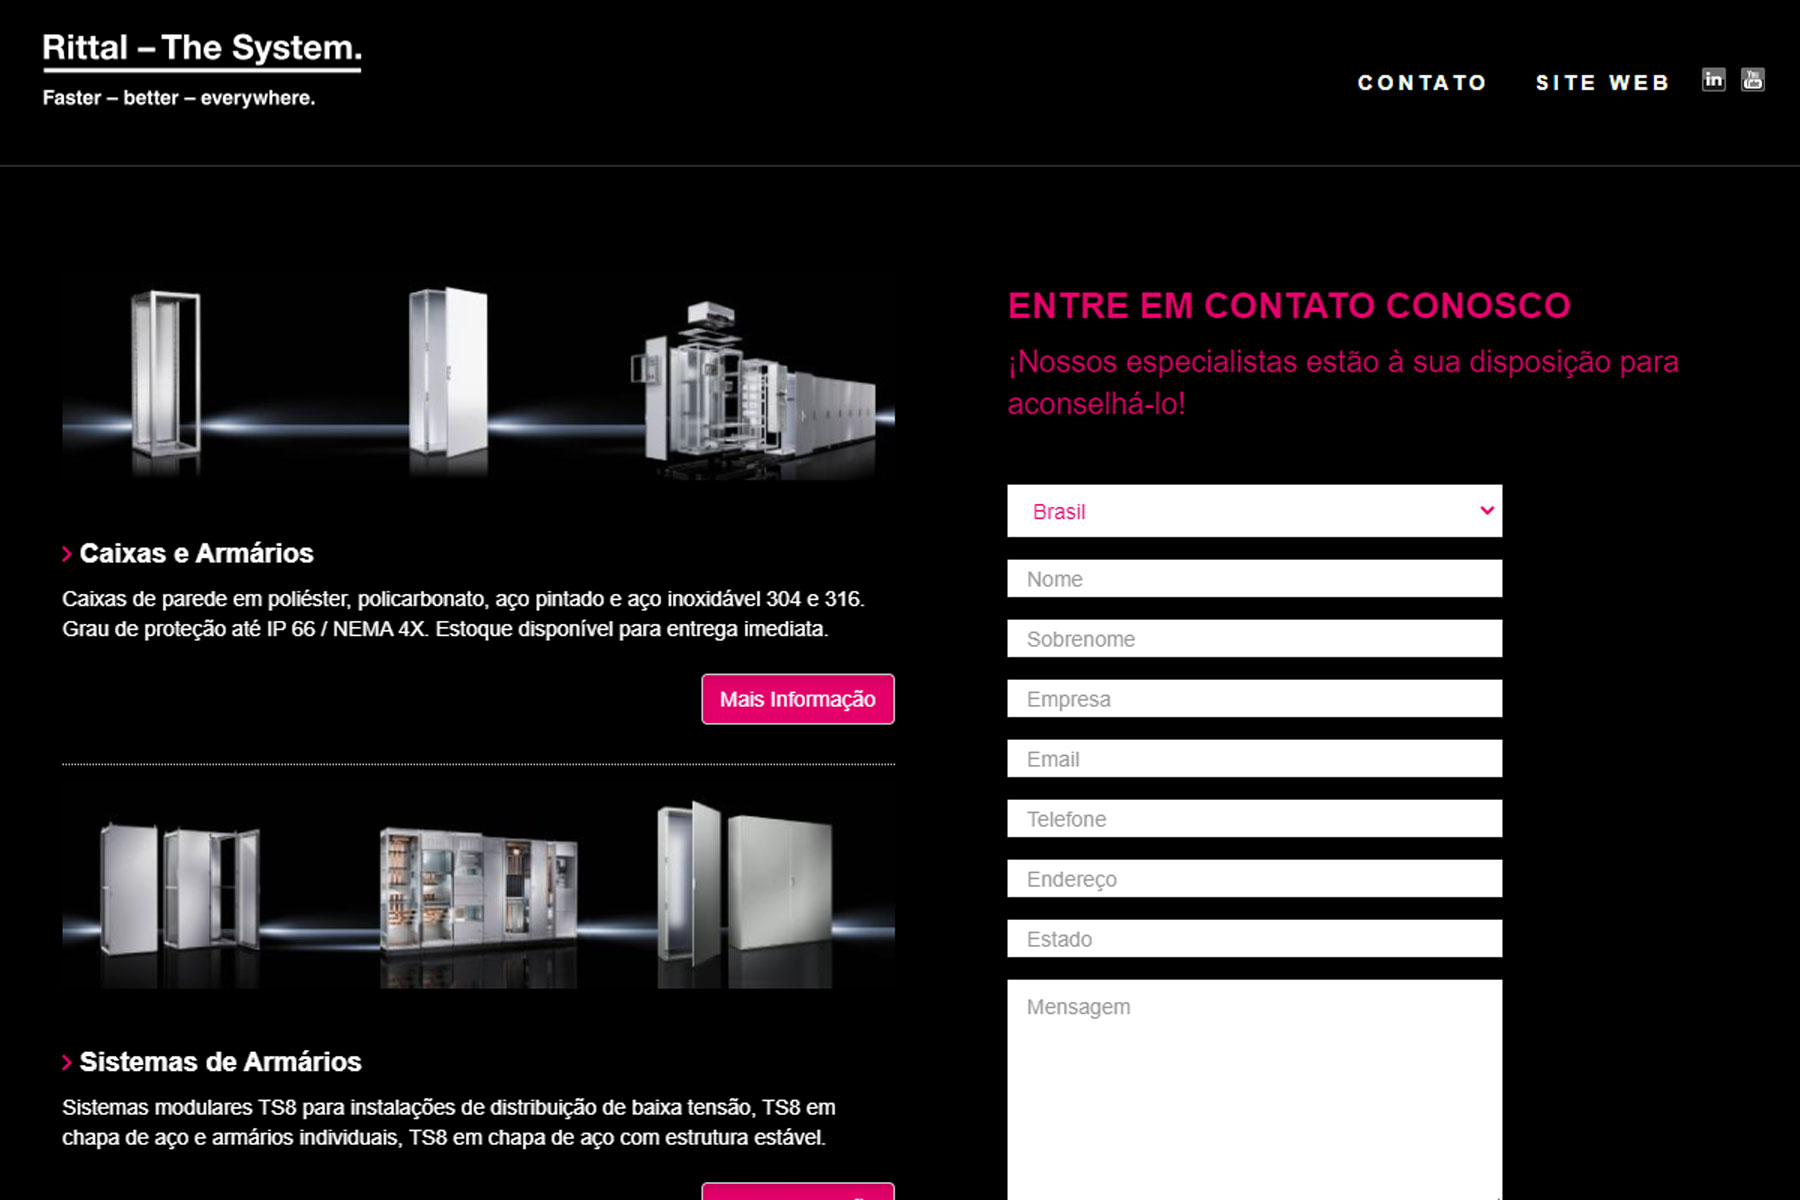 Rittal – The System.
Faster – better – everywhere.
CONTATO
SITE WEB
in
You Tube
Caixas e Armários
Caixas de parede em poliéster, policarbonato, aço pintado e aço inoxidável 304 e 316.
Grau de proteção até IP 66 / NEMA 4X. Estoque disponível para entrega imediata.
Mais Informação
Sistemas de Armários
Sistemas modulares TS8 para instalações de distribuição de baixa tensão, TS8 em
chapa de aço e armários individuais, TS8 em chapa de aço com estrutura estável.
ENTRE EM CONTATO CONOSCO
¡Nossos especialistas estão à sua disposição para
aconselhá-lo!
Brasil
Nome
Sobrenome
Empresa
Email
Telefone
Endereço
Estado
Mensagem